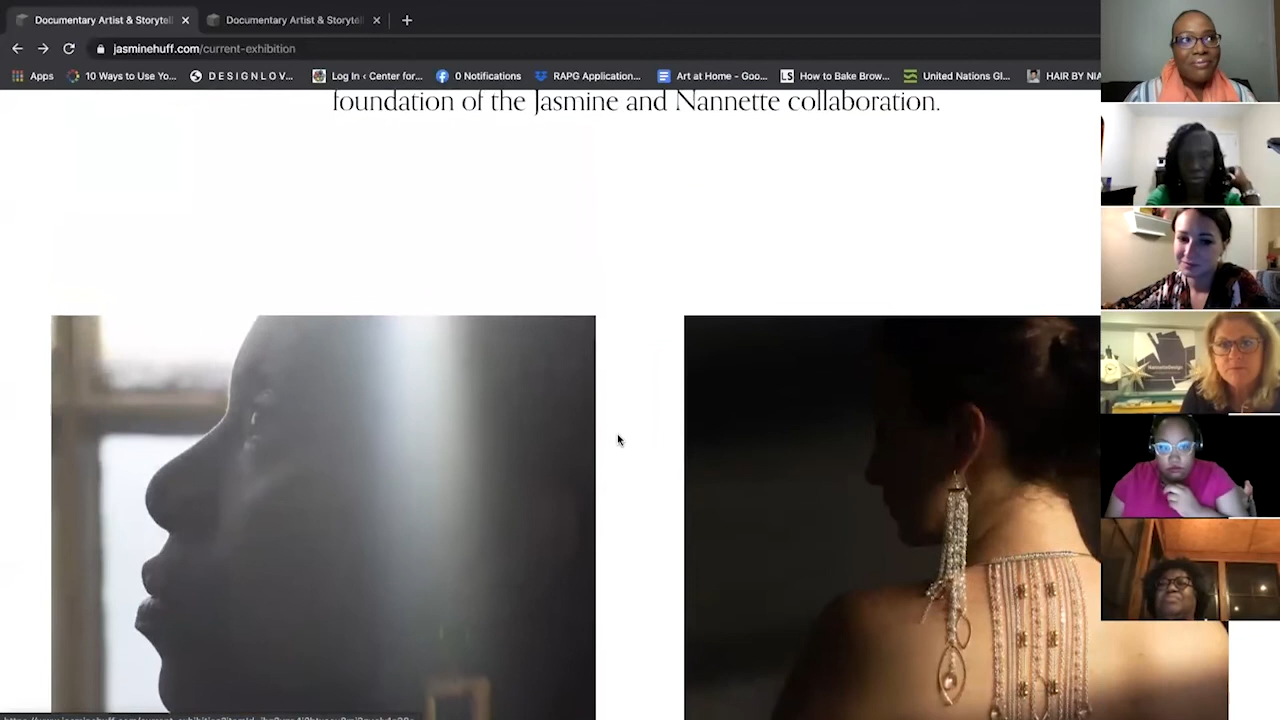 Documentary Artist & Storytell
Documentary Artist & Storytell
jasminehuff.com/current-exhibition
Apps
10 Ways to Use Yo...
D E S I G N L O V...
Log In ‹ Center for...
0 Notifications
RAPG Application...
Art at Home - Goo...
LS
How to Bake Brow...
United Nations Gl...
HAIR BY NIA
foundation of the Jasmine and Nannette collaboration.